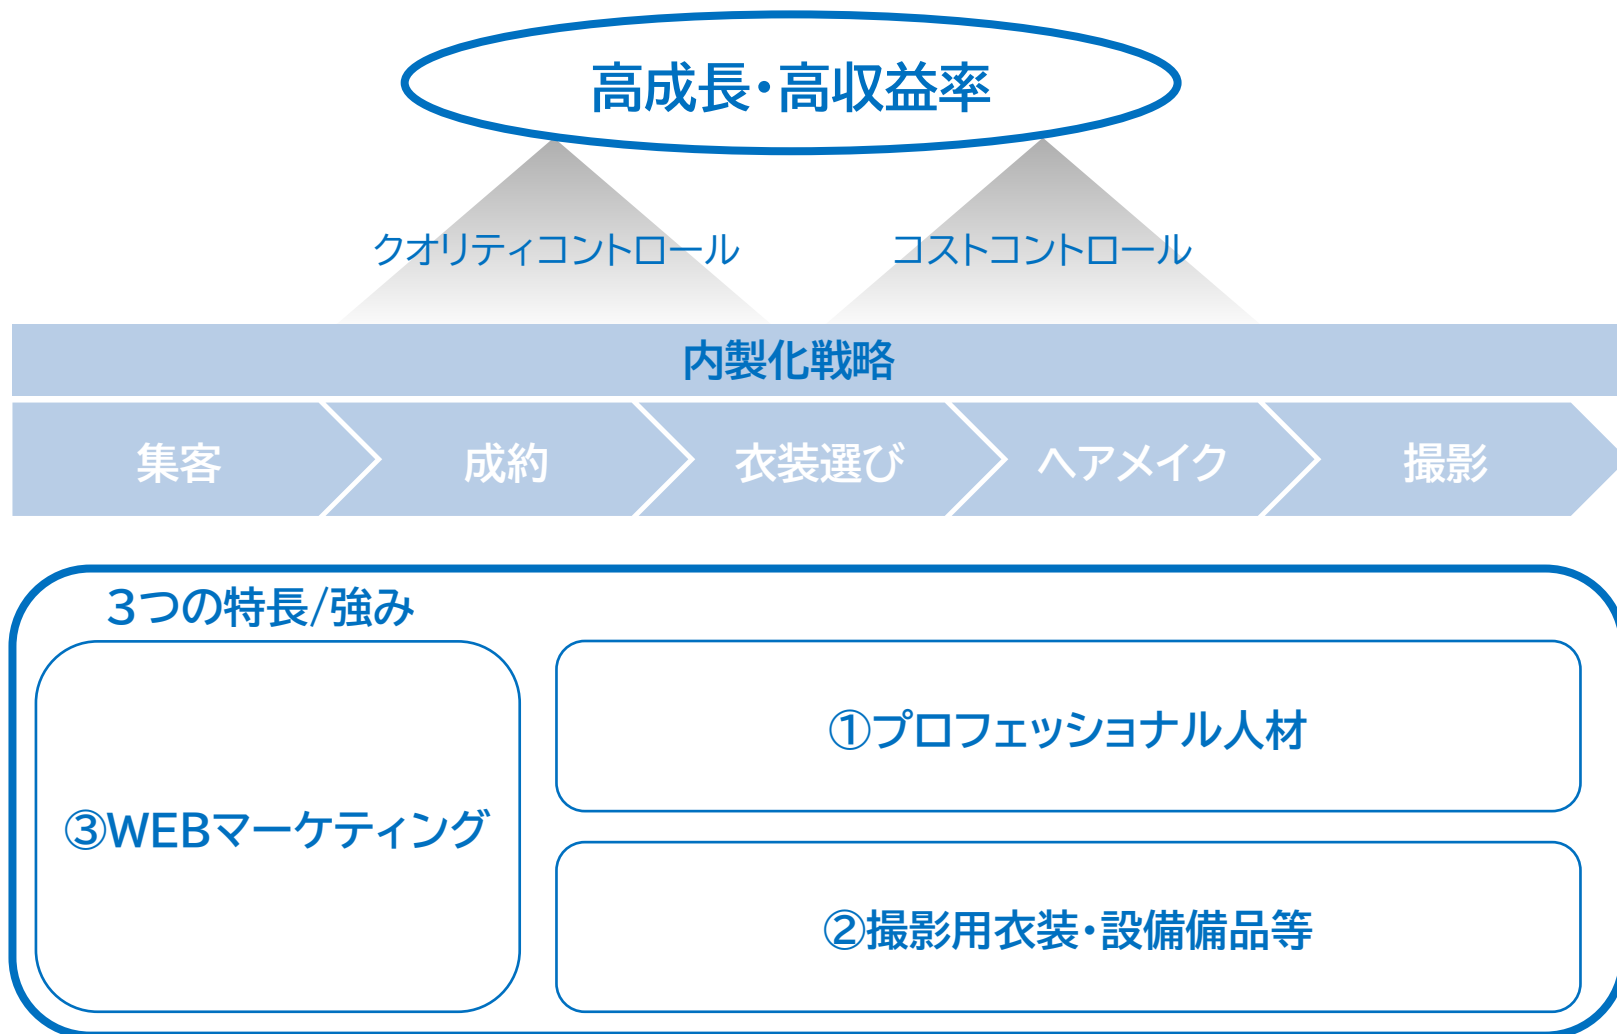 高成長・高収益率
クオリティコントロール
コストコントロール
内製化戦略
集客
成約
衣装選び
ヘアメイク
撮影
3つの特長/強み
①プロフェッショナル人材
③WEBマーケティング
②撮影用衣装・設備備品等